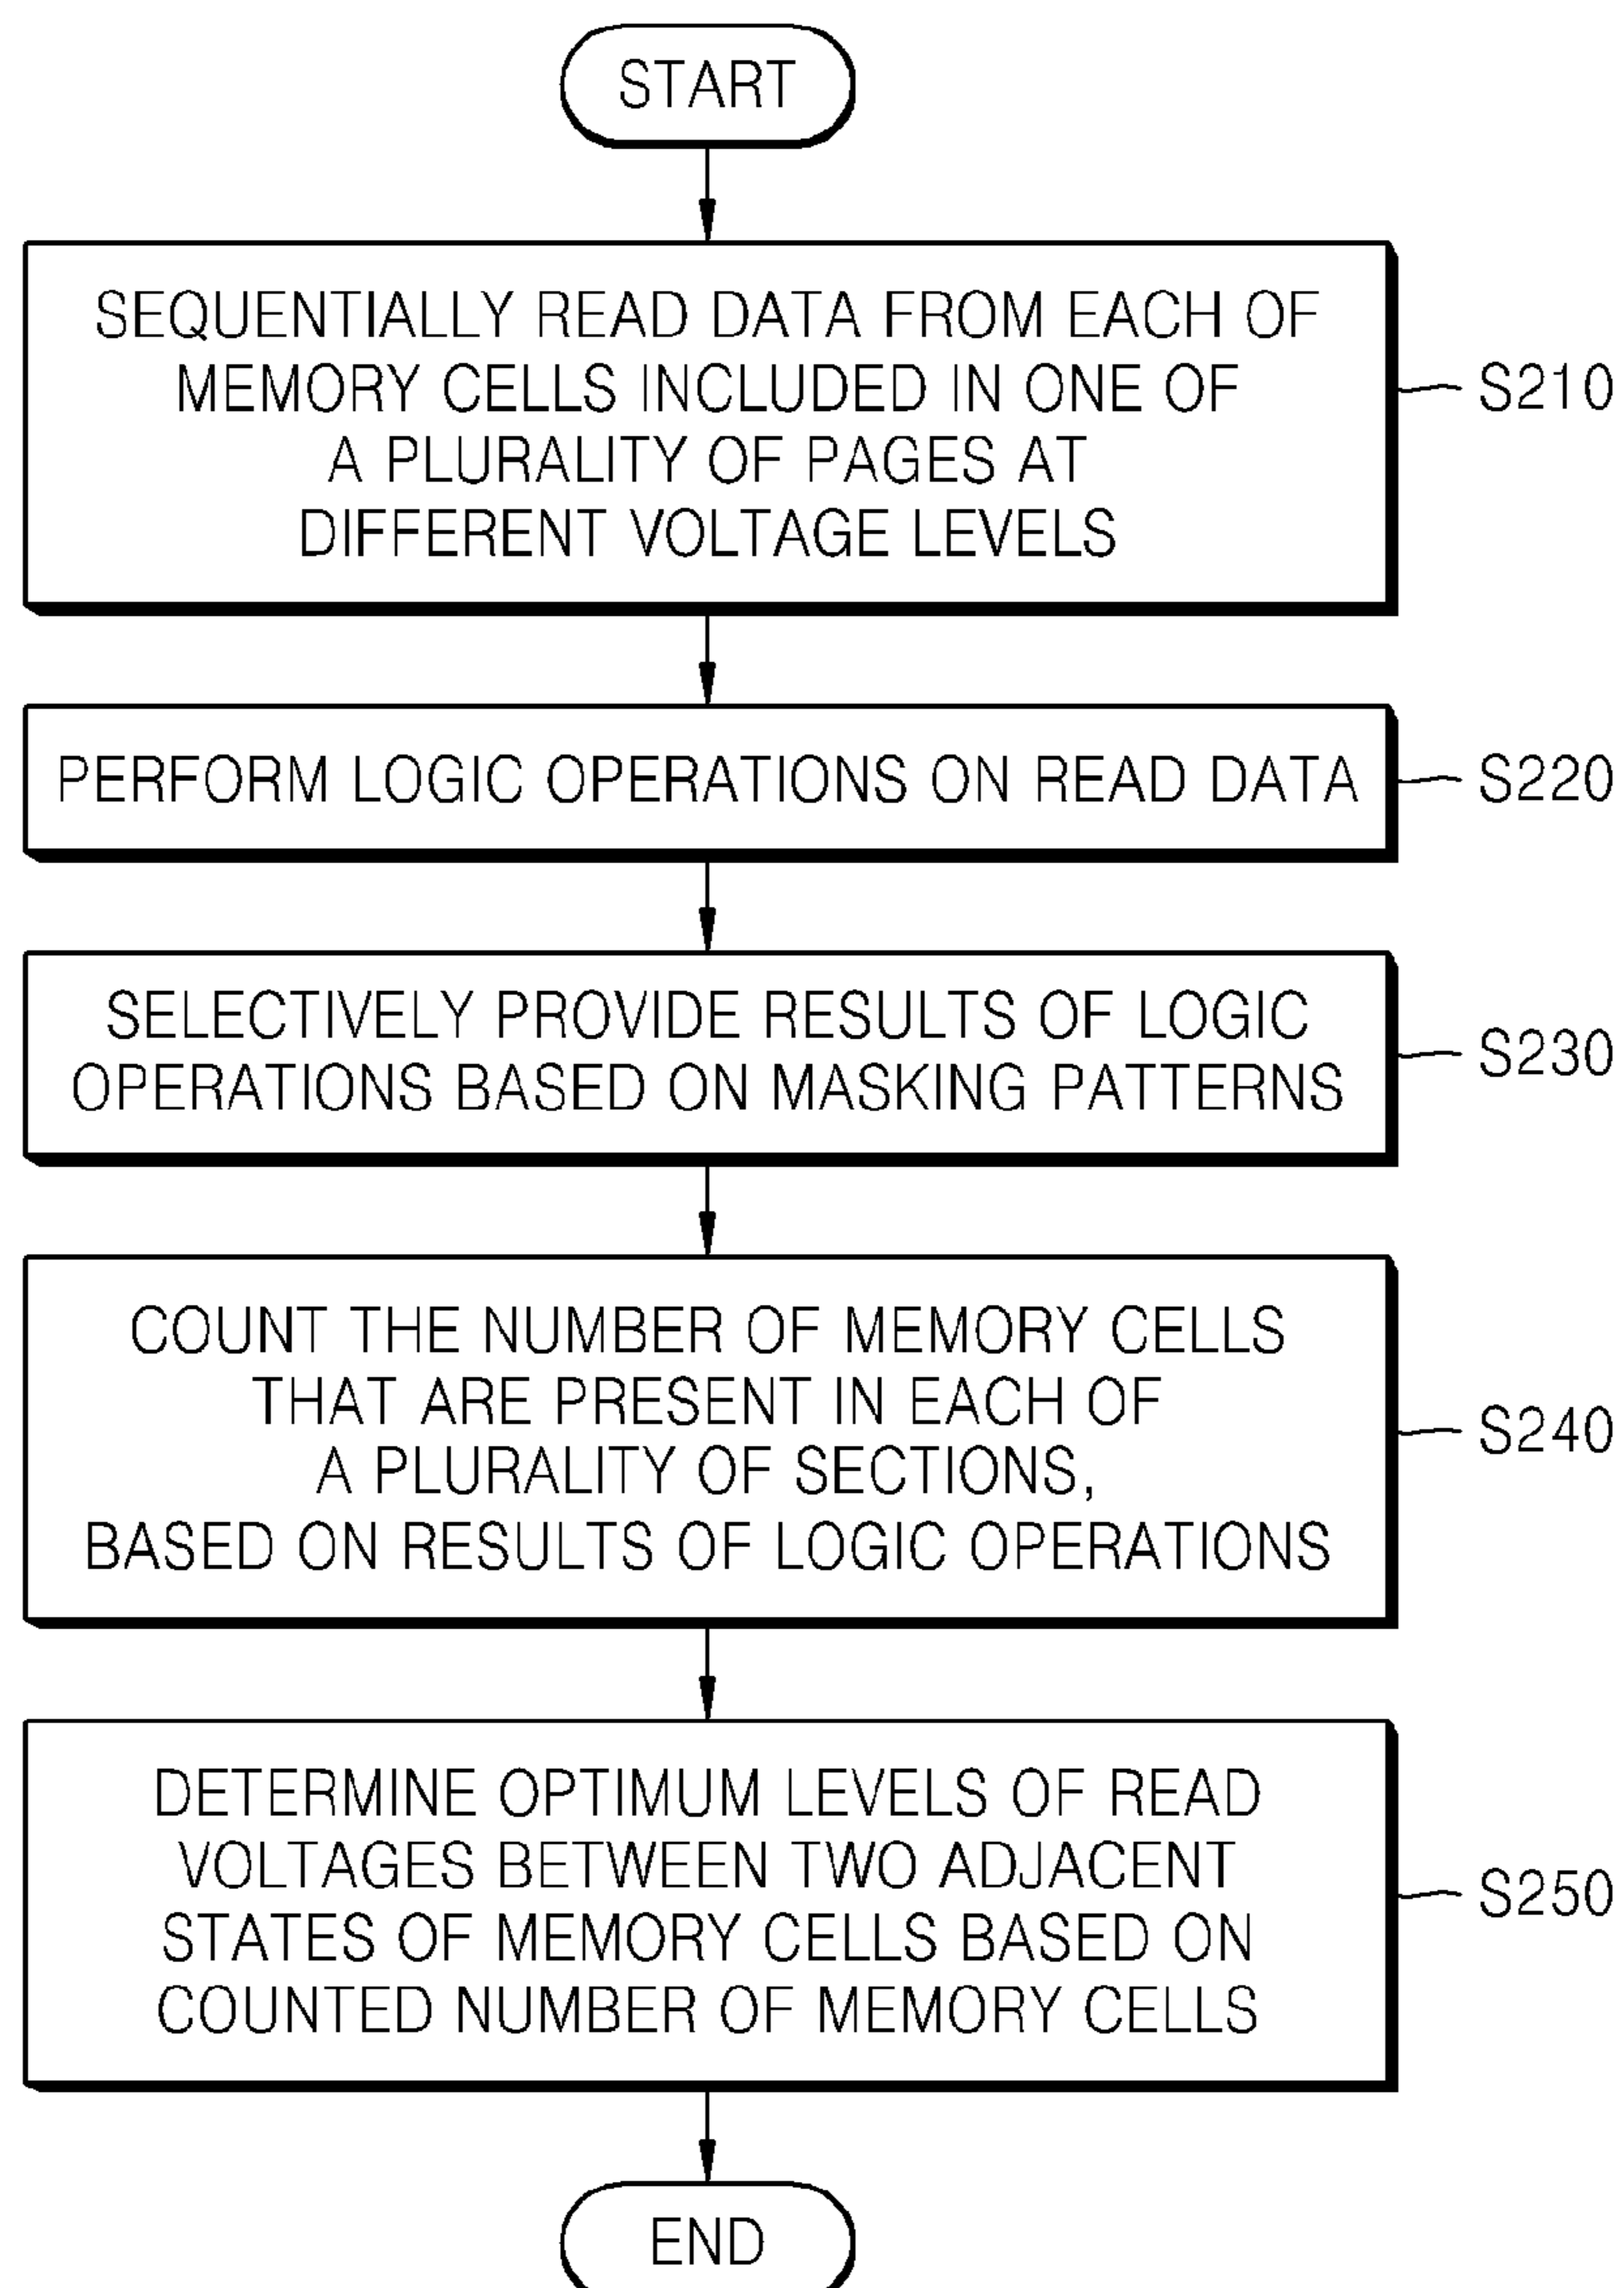 START
SEQUENTIALLY READ DATA FROM EACH OF
MEMORY CELLS INCLUDED IN ONE OF
A PLURALITY OF PAGES AT
DIFFERENT VOLTAGE LEVELS
S210
PERFORM LOGIC OPERATIONS ON READ DATA
S220
SELECTIVELY PROVIDE RESULTS OF LOGIC
OPERATIONS BASED ON MASKING PATTERNS
S230
COUNT THE NUMBER OF MEMORY CELLS
THAT ARE PRESENT IN EACH OF
A PLURALITY OF SECTIONS,
BASED ON RESULTS OF LOGIC OPERATIONS
S240
DETERMINE OPTIMUM LEVELS OF READ
VOLTAGES BETWEEN TWO ADJACENT
STATES OF MEMORY CELLS BASED ON
COUNTED NUMBER OF MEMORY CELLS
S250
END